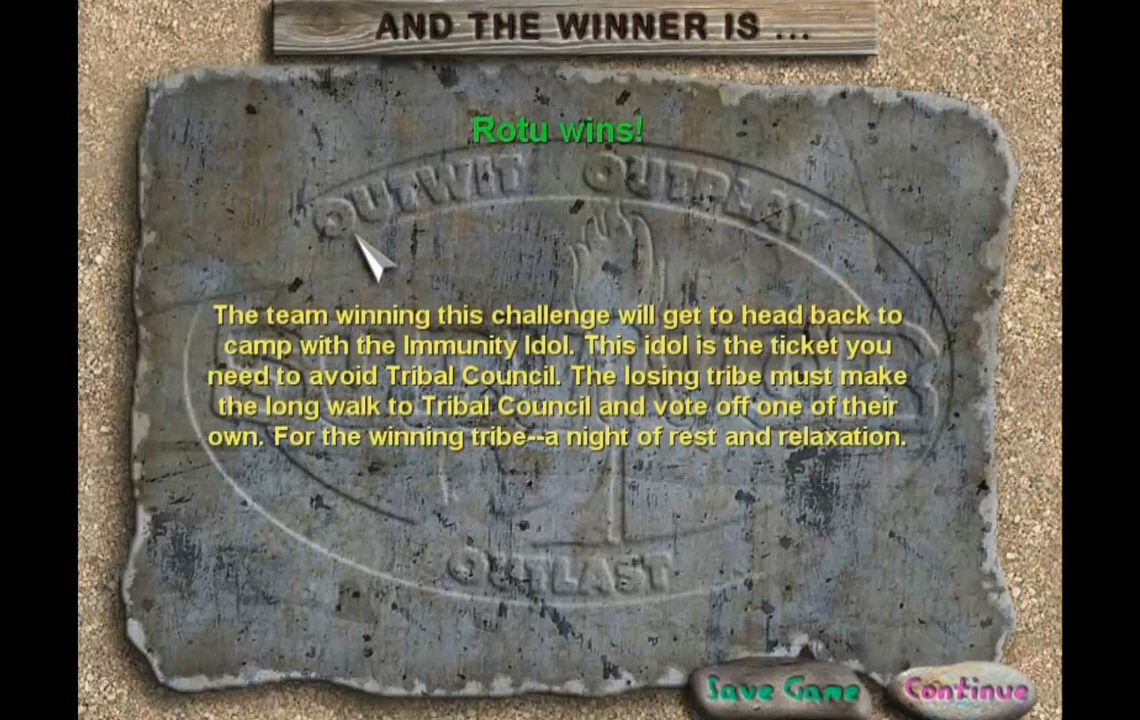 AND THE WINNER IS ...
Rotu wins!
OUTWIT OUTPLAY
The team winning this challenge will get to head back to
camp with the Immunity Idol. This idol is the ticket you
need to avoid Tribal Council. The losing tribe must make
the long walk to Tribal Council and vote off one of their
own. For the winning tribe--a night of rest and relaxation.
OUTLAST
Save Game
Continue